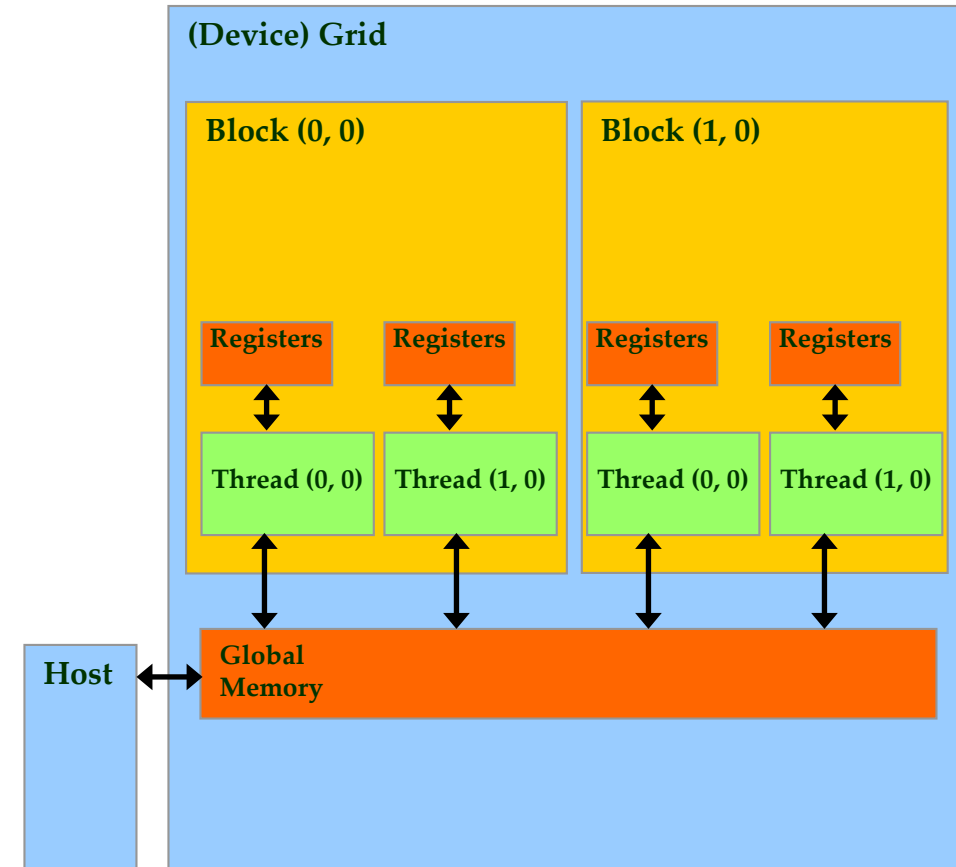 (Device) Grid
Block (0, 0)
Block (1, 0)
Registers
Registers
Registers
Registers
Thread (0, 0)
Thread (1, 0)
Thread (0, 0)
Thread (1, 0)
Host
Global
Memory